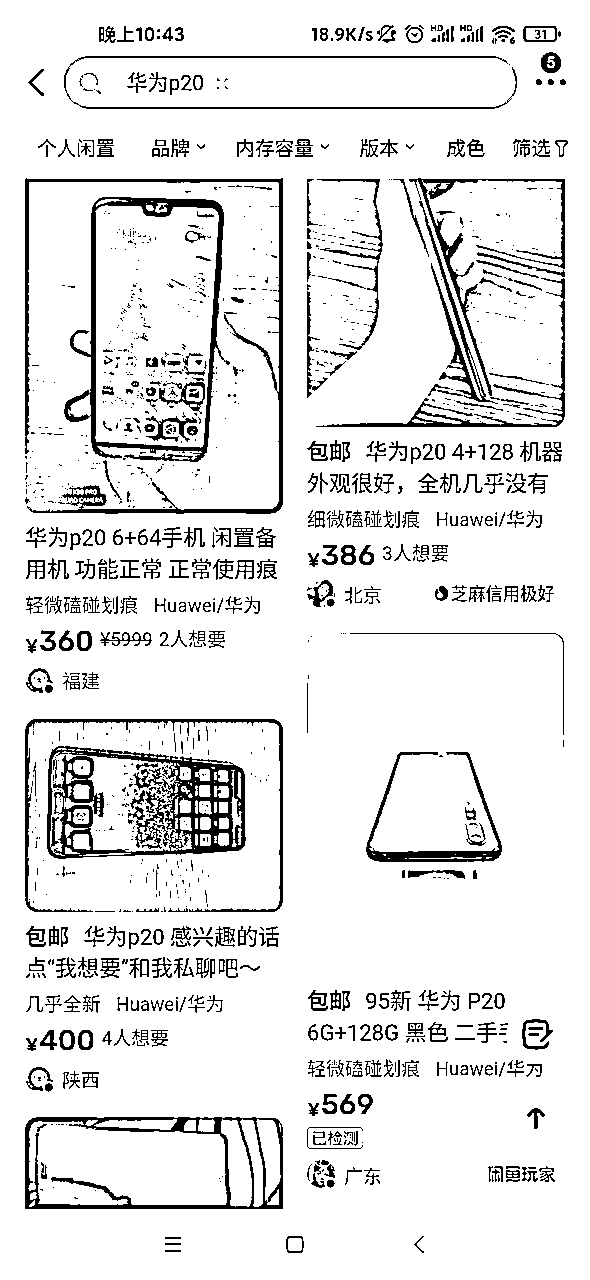 晚上10:43
18.9K/s
HD
HD
31
华为p20
5
个人闲置 品牌 内存容量 版本 成色 筛选
华为p20 6+64手机 闲置备
用机 功能正常 正常使用痕
轻微磕碰划痕 Huawei/华为
¥360 ¥5999 2人想要
福建
包邮 华为p20 感兴趣的话
点“我想要”和我私聊吧～
几乎全新 Huawei/华为
¥400 4人想要
陕西
包邮 华为p20 4+128 机器
外观很好，全机几乎没有
细微磕碰划痕 Huawei/华为
¥386 3人想要
北京 芝麻信用极好
包邮 95新 华为 P20
6G+128G 黑色 二手
轻微磕碰划痕 Huawei/华为
¥569
已检测
广东 闲鱼玩家